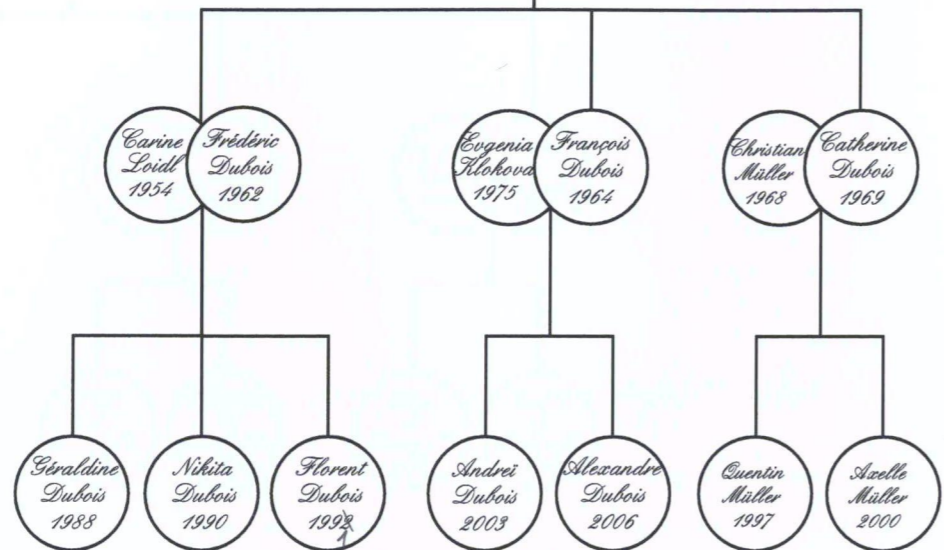 Carine
Loidl
1954
Frédéric
Dubois
1962
Evgenia
Klokova
1975
François
Dubois
1964
Christian
Müller
1968
Catherine
Dubois
1969
Géraldine
Dubois
1988
Nikita
Dubois
1990
Florent
Dubois
1992
1
Andreï
Dubois
2003
Alexandre
Dubois
2006
Quentin
Müller
1997
Axelle
Müller
2000